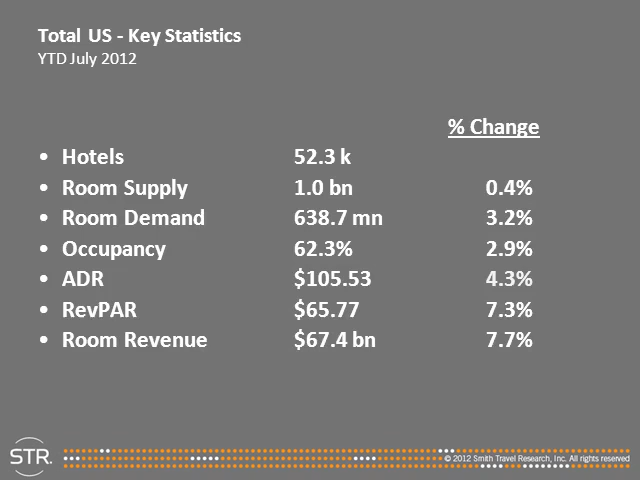 Total US - Key Statistics
YTD July 2012
% Change
• Hotels 52.3 k
• Room Supply 1.0 bn 0.4%
• Room Demand 638.7 mn 3.2%
• Occupancy 62.3% 2.9%
• ADR $105.53 4.3%
• RevPAR $65.77 7.3%
• Room Revenue $67.4 bn 7.7%
STR.
© 2012 Smith Travel Research, Inc. All rights reserved